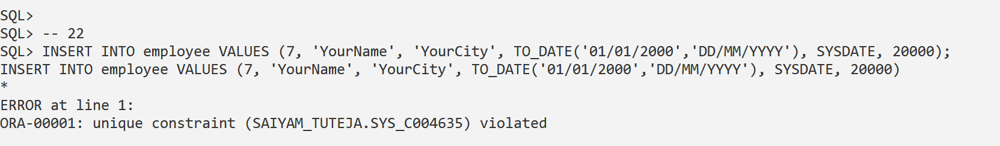 SQL>
SQL> -- 22
SQL> INSERT INTO employee VALUES (7, 'YourName', 'YourCity', TO_DATE('01/01/2000','DD/MM/YYYY'), SYSDATE, 20000);
INSERT INTO employee VALUES (7, 'YourName', 'YourCity', TO_DATE('01/01/2000','DD/MM/YYYY'), SYSDATE, 20000)
*
ERROR at line 1:
ORA-00001: unique constraint (SAIYAM_TUTEJA.SYS_C004635) violated